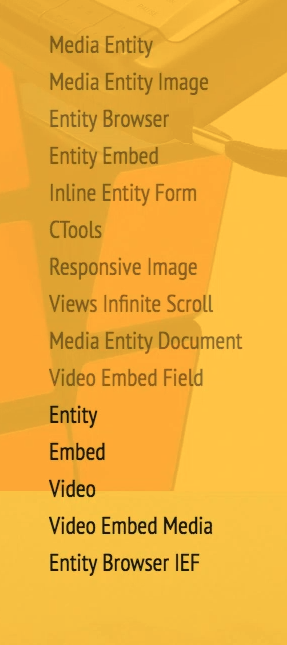 Media Entity
Media Entity Image
Entity Browser
Entity Embed
Inline Entity Form
CTools
Responsive Image
Views Infinite Scroll
Media Entity Document
Video Embed Field
Entity
Embed
Video
Video Embed Media
Entity Browser IEF